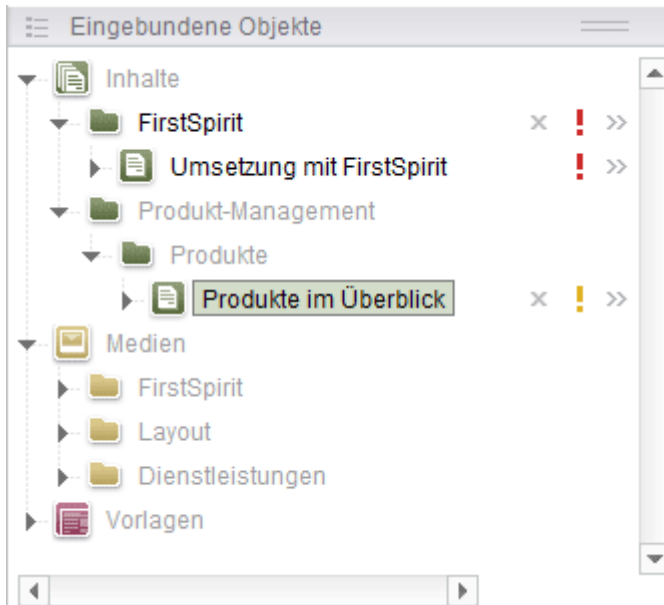 Eingebundene Objekte
Inhalte
FirstSpirit
Umsetzung mit FirstSpirit
Produkt-Management
Produkte
Produkte im Überblick
Medien
FirstSpirit
Layout
Dienstleistungen
Vorlagen